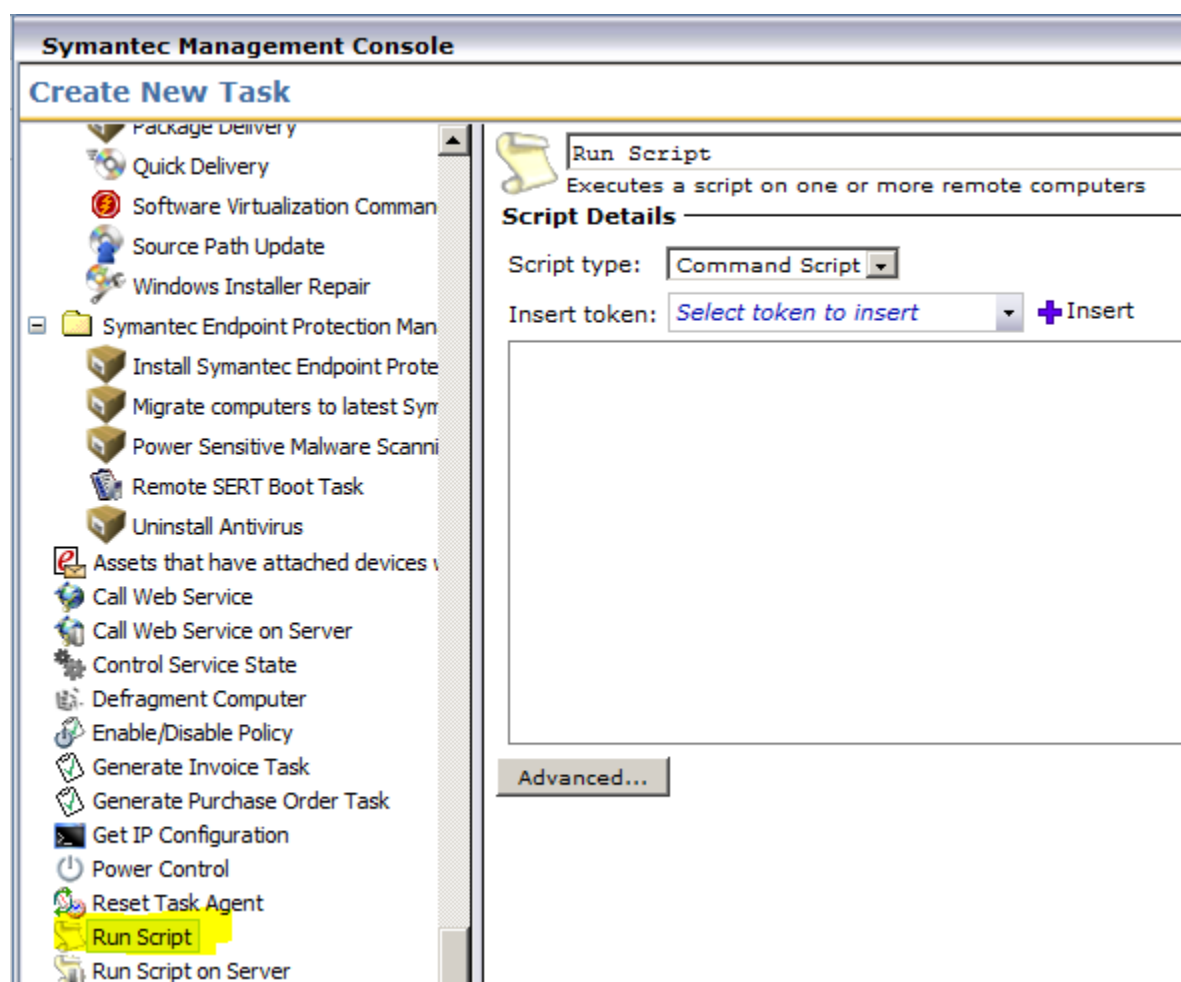 Symantec Management Console
Create New Task
Package Delivery
Quick Delivery
Software Virtualization Comman
Source Path Update
Windows Installer Repair
Symantec Endpoint Protection Man
Install Symantec Endpoint Prote
Migrate computers to latest Sym
Power Sensitive Malware Scanni
Remote SERT Boot Task
Uninstall Antivirus
Assets that have attached devices
Call Web Service
Call Web Service on Server
Control Service State
Defragment Computer
Enable/Disable Policy
Generate Invoice Task
Generate Purchase Order Task
Get IP Configuration
Power Control
Reset Task Agent
Run Script
Run Script on Server
Run Script
Executes a script on one or more remote computers
Script Details
Script type: Command Script
Insert token: Select token to insert Insert
Advanced...